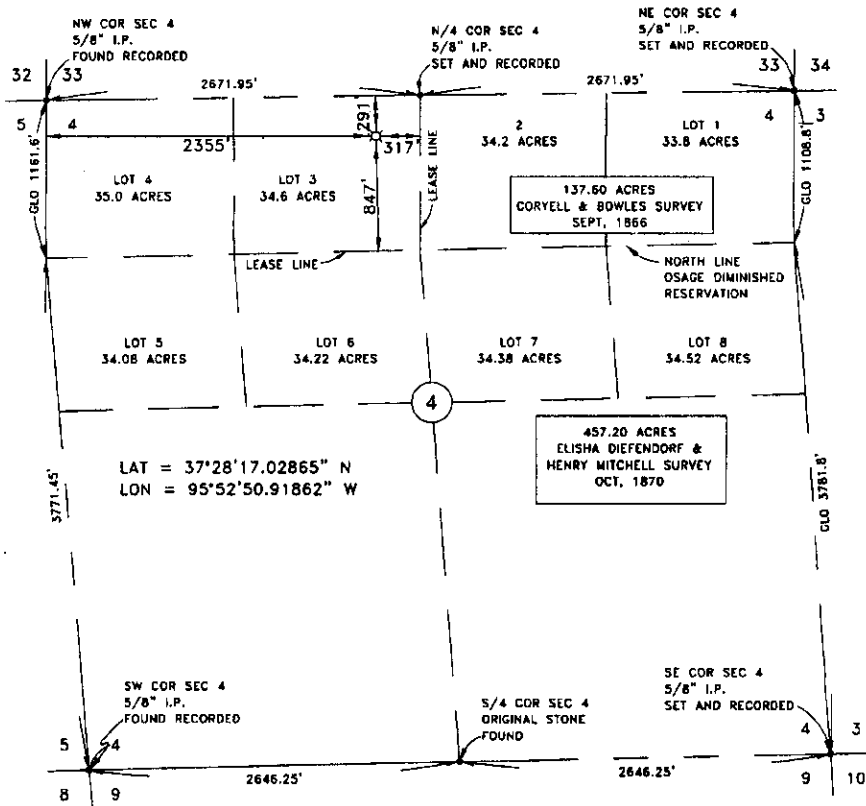 NW COR SEC 4
5/8" I.P.
FOUND RECORDED
N/4 COR SEC 4
5/8" I.P.
SET AND RECORDED
NE COR SEC 4
5/8" I.P.
SET AND RECORDED
32 33
33 34
2671.95'
2671.95'
5 4
4 3
GLO 1161.6'
2355'
291'
317'
847'
LEASE LINE
2
34.2 ACRES
LOT 1
33.8 ACRES
GLO 1108.8'
LOT 4
35.0 ACRES
LOT 3
34.6 ACRES
137.60 ACRES
CORYELL & BOWLES SURVEY
SEPT, 1866
LEASE LINE
NORTH LINE
OSAGE DIMINISHED
RESERVATION
LOT 5
34.08 ACRES
LOT 6
34.22 ACRES
LOT 7
34.38 ACRES
LOT 8
34.52 ACRES
4
LAT = 37°28'17.02865" N
LON = 95°52'50.91862" W
457.20 ACRES
ELISHA DIEFENDORF &
HENRY MITCHELL SURVEY
OCT, 1870
3771.45'
GLO 3781.8'
SW COR SEC 4
5/8" I.P.
FOUND RECORDED
S/4 COR SEC 4
ORIGINAL STONE
FOUND
SE COR SEC 4
5/8" I.P.
SET AND RECORDED
5 4
4 3
2646.25'
2646.25'
8 9
9 10